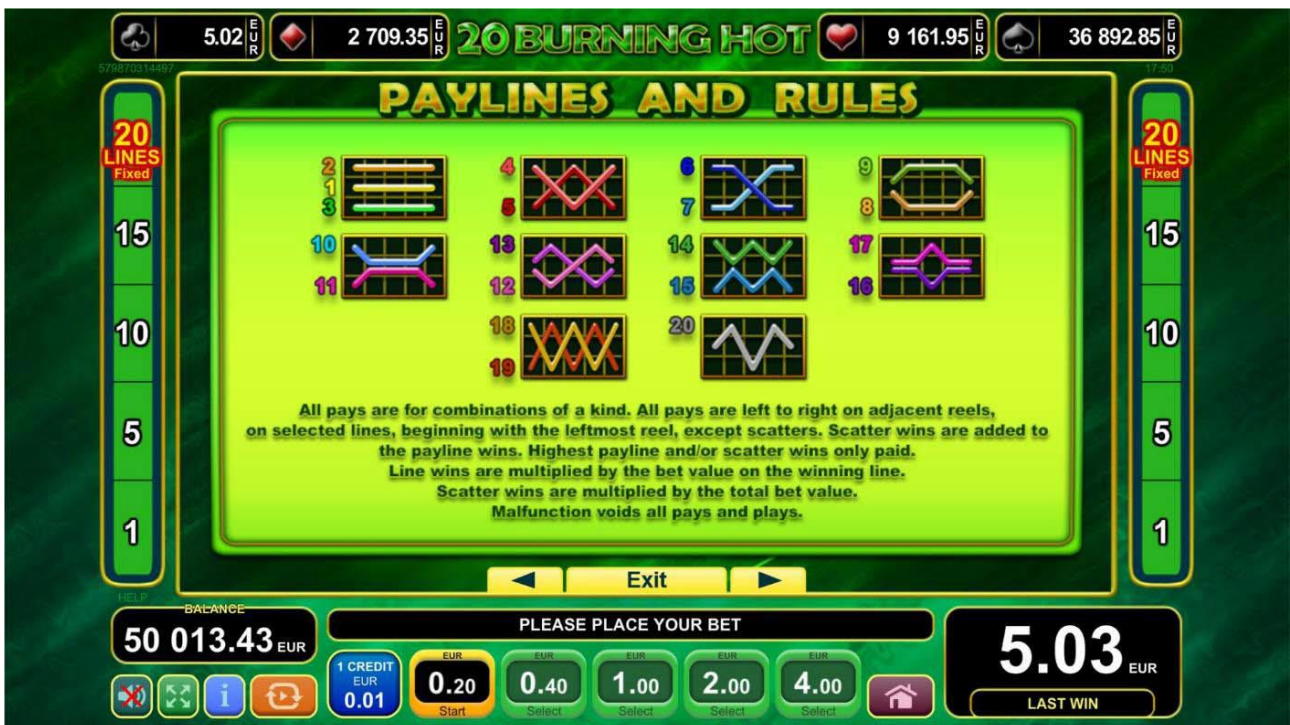 5.02 EUR 2 709.35 EUR 20 BURNING HOT 9 161.95 EUR 36 892.85 EUR
579870314497 17:50
PAYLINES AND RULES
20 LINES Fixed
15
10
5
1
20 LINES Fixed
15
10
5
1
2 4 6 9
1
3 5 7 8
10 13 14 17
11 12 15 16
18 20
19
All pays are for combinations of a kind. All pays are left to right on adjacent reels,
on selected lines, beginning with the leftmost reel, except scatters. Scatter wins are added to
the payline wins. Highest payline and/or scatter wins only paid.
Line wins are multiplied by the bet value on the winning line.
Scatter wins are multiplied by the total bet value.
Malfunction voids all pays and plays.
Exit
HELP
BALANCE
50 013.43 EUR
PLEASE PLACE YOUR BET
5.03 EUR
LAST WIN
i
1 CREDIT
EUR
0.01
EUR
0.20
Start
EUR
0.40
Select
EUR
1.00
Select
EUR
2.00
Select
EUR
4.00
Select